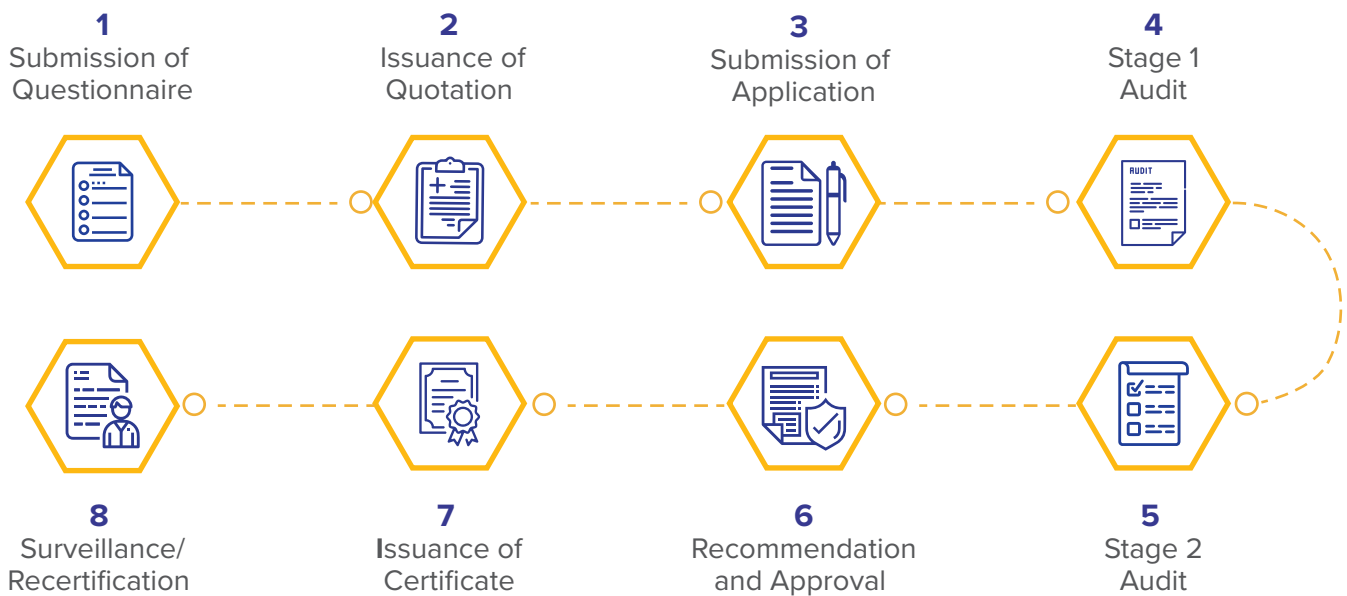 1
Submission of
Questionnaire
2
Issuance of
Quotation
3
Submission of
Application
4
Stage 1
Audit
AUDIT
8
Surveillance/
Recertification
7
Issuance of
Certificate
6
Recommendation
and Approval
5
Stage 2
Audit